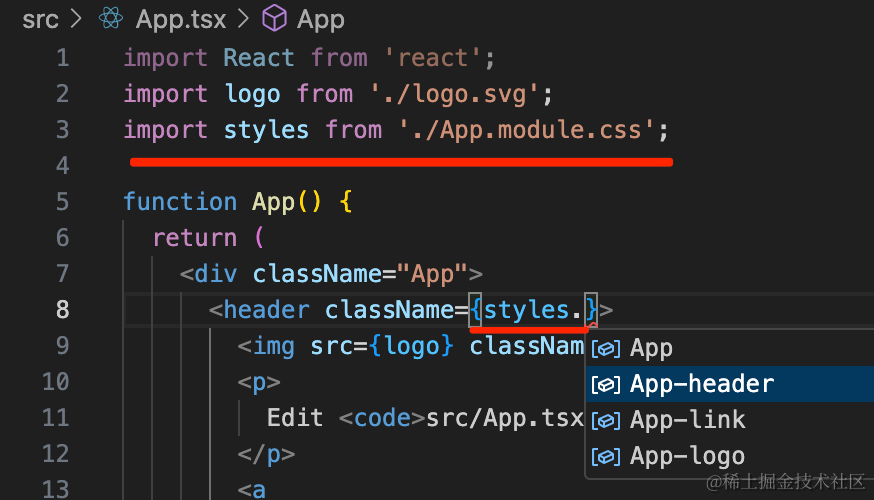 src > App.tsx > App
1 import React from 'react';
2 import logo from './logo.svg';
3 import styles from './App.module.css';
4
5 function App() {
6 return (
7 <div className="App">
8 <header className={styles.}>
9 <img src={logo} classNam
App
10 <p>
App-header
11 Edit <code>src/App.tsx
App-link
12 </p>
App-logo
13 <a
@稀土掘金技术社区